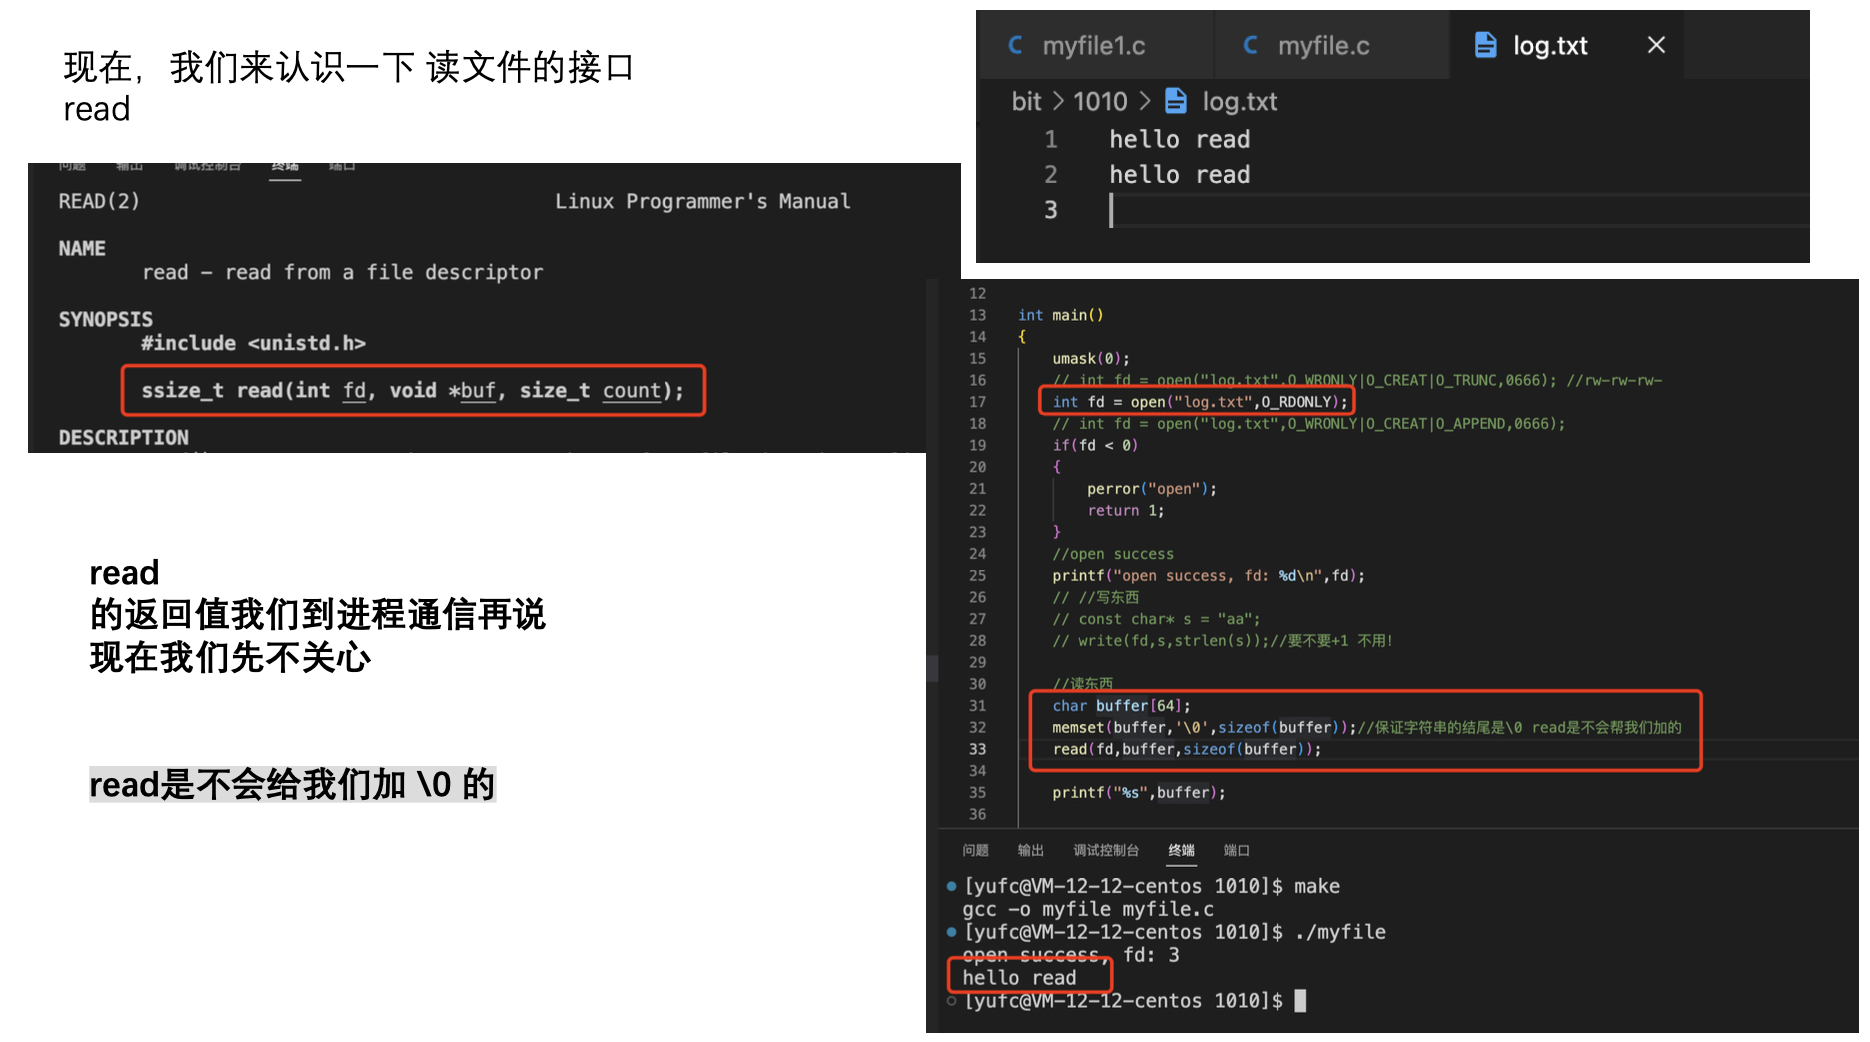 现在，我们来认识一下 读文件的接口
read
问题 输出 调试控制台 终端 端口
READ(2) Linux Programmer's Manual
NAME
read – read from a file descriptor
SYNOPSIS
#include <unistd.h>
ssize_t read(int fd, void *buf, size_t count);
DESCRIPTION
read
的返回值我们到进程通信再说
现在我们先不关心
read是不会给我们加 \0 的
C myfile1.c C myfile.c log.txt ×
bit > 1010 > log.txt
1 hello read
2 hello read
3
12
13 int main()
14 {
15 umask(0);
16 // int fd = open("log.txt",O_WRONLY|O_CREAT|O_TRUNC,0666); //rw-rw-rw-
17 int fd = open("log.txt",O_RDONLY);
18 // int fd = open("log.txt",O_WRONLY|O_CREAT|O_APPEND,0666);
19 if(fd < 0)
20 {
21 perror("open");
22 return 1;
23 }
24 //open success
25 printf("open success, fd: %d\n",fd);
26 // //写东西
27 // const char* s = "aa";
28 // write(fd,s,strlen(s));//要不要+1 不用!
29
30 //读东西
31 char buffer[64];
32 memset(buffer,'\0',sizeof(buffer));//保证字符串的结尾是\0 read是不会帮我们加的
33 read(fd,buffer,sizeof(buffer));
34
35 printf("%s",buffer);
36
问题 输出 调试控制台 终端 端口
[yufc@VM-12-12-centos 1010]$ make
gcc -o myfile myfile.c
[yufc@VM-12-12-centos 1010]$ ./myfile
open success, fd: 3
hello read
[yufc@VM-12-12-centos 1010]$